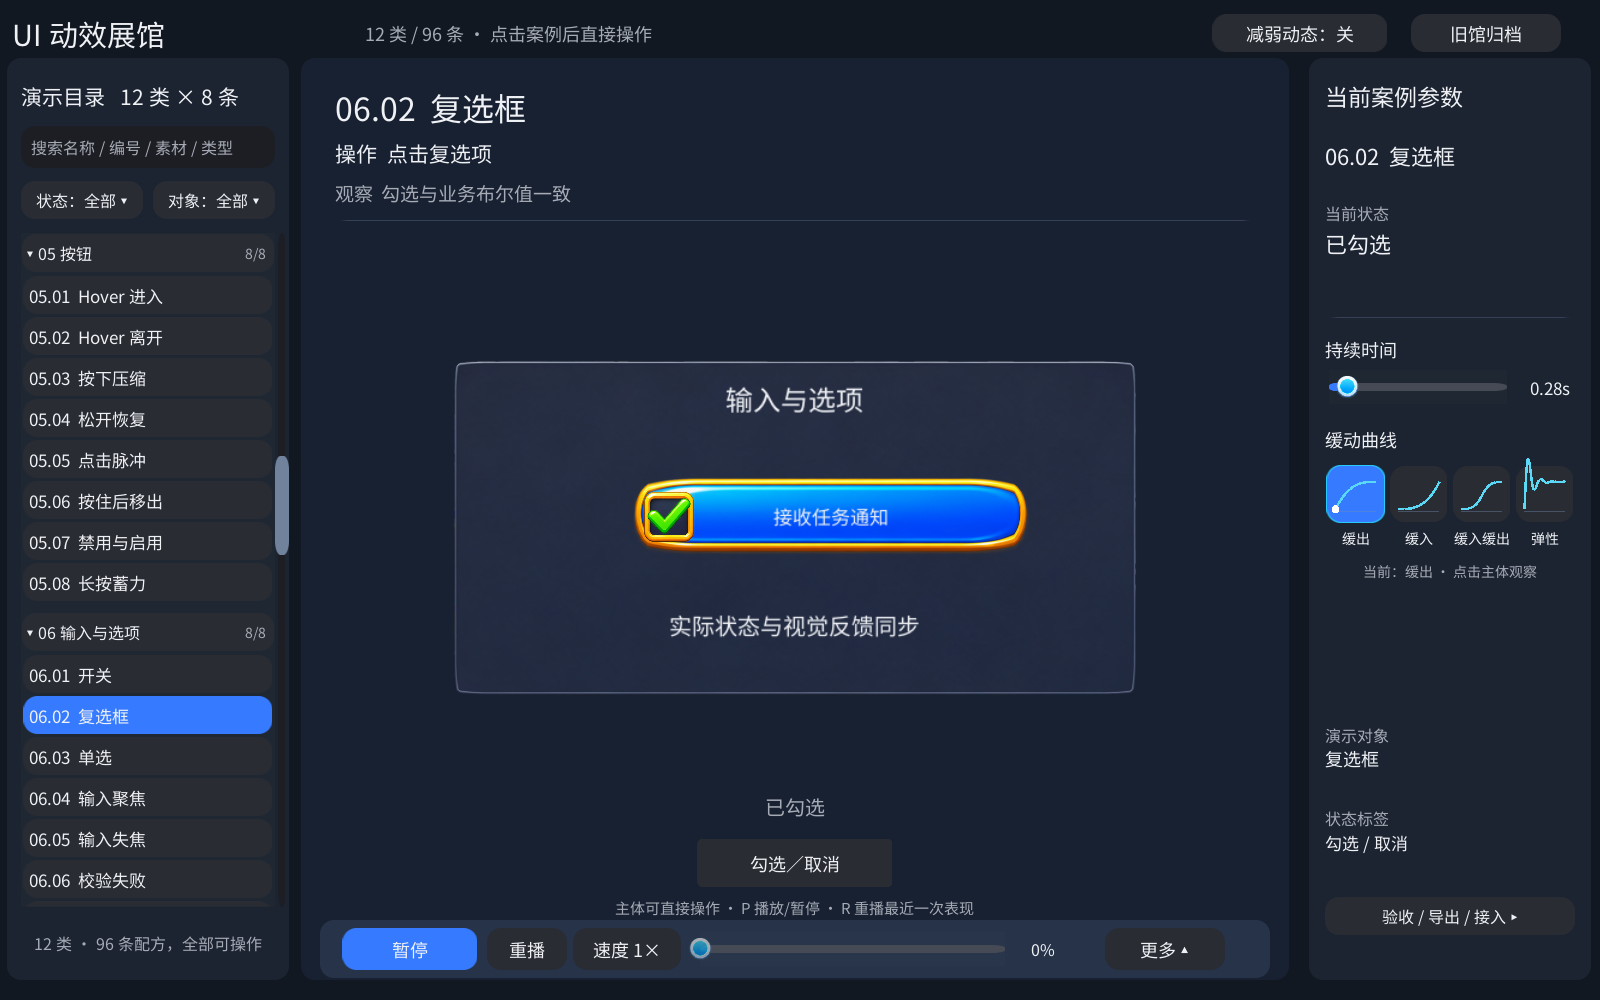 UI 动效展馆
12 类 / 96 条 · 点击案例后直接操作
减弱动态：关
旧馆归档
演示目录 12 类 × 8 条
搜索名称 / 编号 / 素材 / 类型
状态：全部 ▾
对象：全部 ▾
▾ 05 按钮 8/8
05.01 Hover 进入
05.02 Hover 离开
05.03 按下压缩
05.04 松开恢复
05.05 点击脉冲
05.06 按住后移出
05.07 禁用与启用
05.08 长按蓄力
▾ 06 输入与选项 8/8
06.01 开关
06.02 复选框
06.03 单选
06.04 输入聚焦
06.05 输入失焦
06.06 校验失败
12 类 · 96 条配方，全部可操作
06.02 复选框
操作 点击复选项
观察 勾选与业务布尔值一致
输入与选项
接收任务通知
实际状态与视觉反馈同步
已勾选
勾选／取消
主体可直接操作 · P 播放/暂停 · R 重播最近一次表现
暂停
重播
速度 1×
0%
更多 ▴
当前案例参数
06.02 复选框
当前状态
已勾选
持续时间
0.28s
缓动曲线
缓出 缓入 缓入缓出 弹性
当前：缓出 · 点击主体观察
演示对象
复选框
状态标签
勾选 / 取消
验收 / 导出 / 接入 ▸